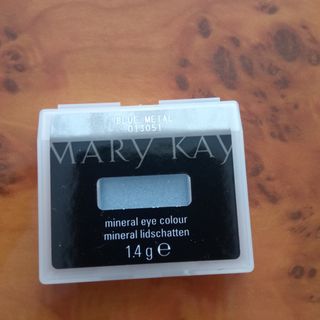 BLUE METAL
013051
MARY KAY
mineral eye colour
mineral lidschatten
1.4 g ℮